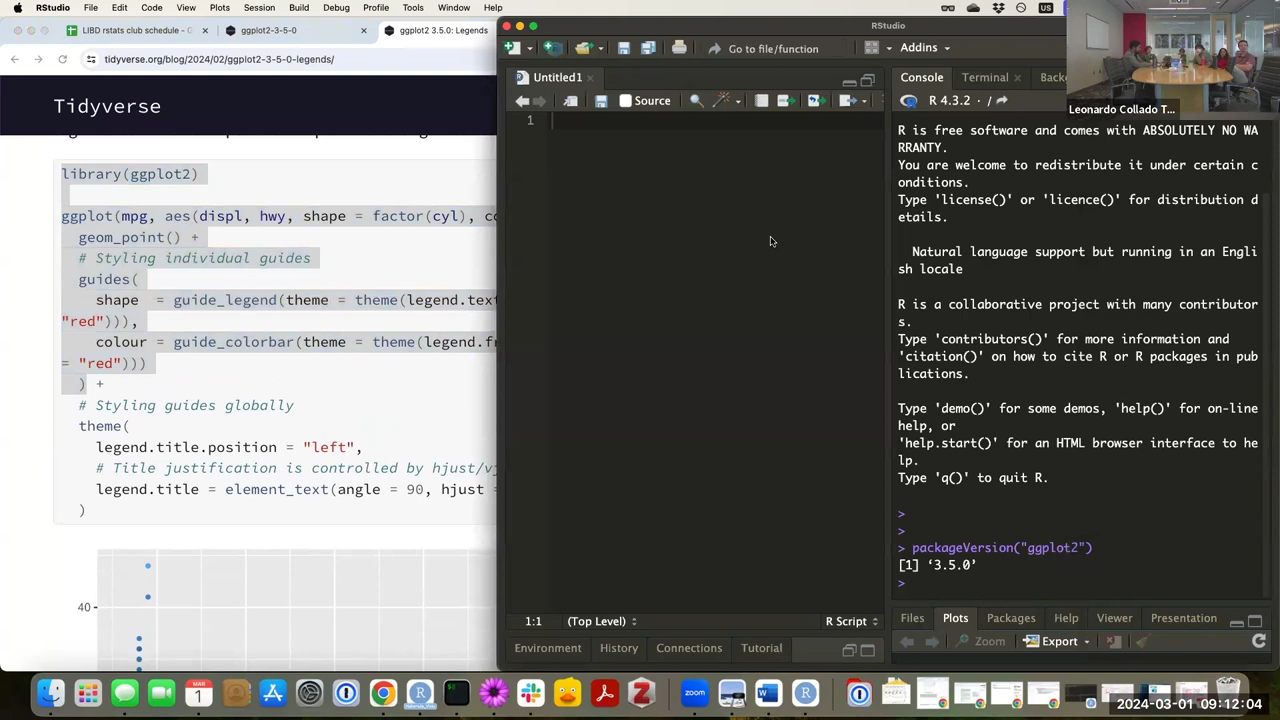 RStudio File Edit Code View Plots Session Build Debug Profile Tools Window Help
US
LIBD rstats club schedule -
ggplot2-3-5-0
ggplot2 3.5.0: Legends
tidyverse.org/blog/2024/02/ggplot2-3-5-0-legends/
Tidyverse
library(ggplot2)
ggplot(mpg, aes(displ, hwy, shape = factor(cyl), co
geom_point() +
# Styling individual guides
guides(
shape = guide_legend(theme = theme(legend.text
"red"))),
colour = guide_colorbar(theme = theme(legend.fr
= "red")))
) +
# Styling guides globally
theme(
legend.title.position = "left",
# Title justification is controlled by hjust/vj
legend.title = element_text(angle = 90, hjust =
)
40
RStudio
Go to file/function
Addins
Untitled1
Source
1
1:1 (Top Level) R Script
Environment History Connections Tutorial
Console Terminal Back
R 4.3.2 · /
Leonardo Collado T...
R is free software and comes with ABSOLUTELY NO WA
RRANTY.
You are welcome to redistribute it under certain c
onditions.
Type 'license()' or 'licence()' for distribution d
etails.
Natural language support but running in an Engli
sh locale
R is a collaborative project with many contributor
s.
Type 'contributors()' for more information and
'citation()' on how to cite R or R packages in pub
lications.
Type 'demo()' for some demos, 'help()' for on-line
help, or
'help.start()' for an HTML browser interface to he
lp.
Type 'q()' to quit R.
>
>
> packageVersion("ggplot2")
[1] ‘3.5.0’
>
Files Plots Packages Help Viewer Presentation
Zoom Export
MAR
1
zoom
2024-03-01 09:12:04